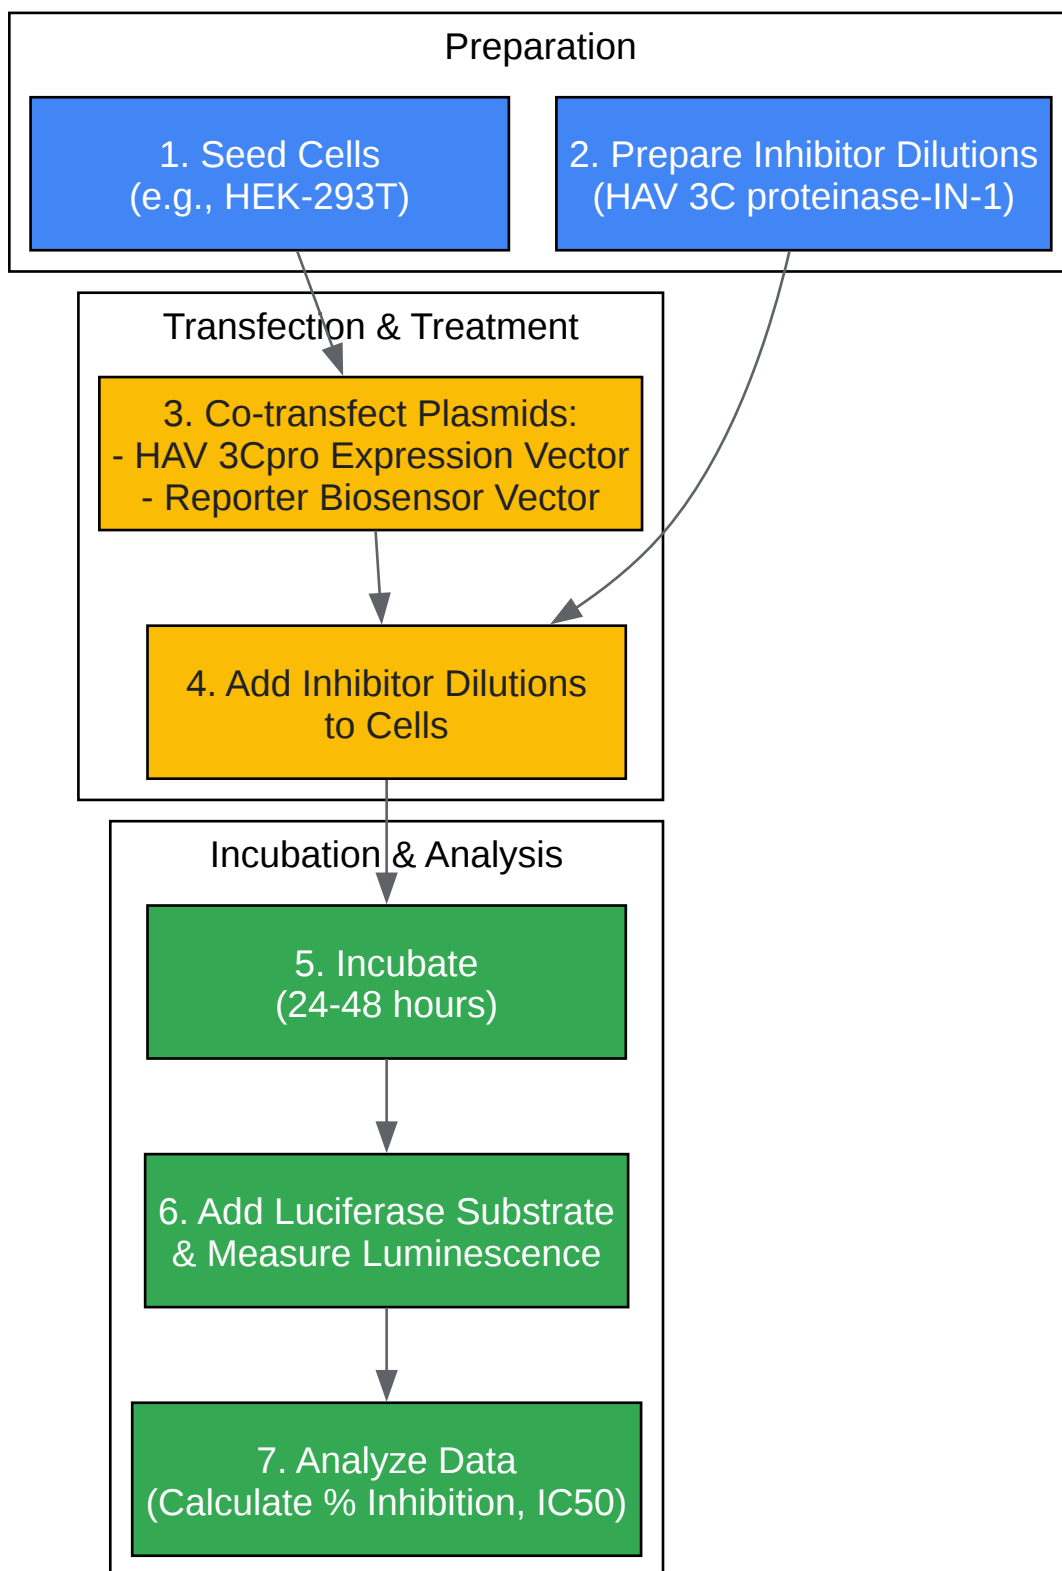 Preparation
1. Seed Cells
(e.g., HEK-293T)
2. Prepare Inhibitor Dilutions
(HAV 3C proteinase-IN-1)
Transfection & Treatment
3. Co-transfect Plasmids:
- HAV 3Cpro Expression Vector
- Reporter Biosensor Vector
4. Add Inhibitor Dilutions
to Cells
Incubation & Analysis
5. Incubate
(24-48 hours)
6. Add Luciferase Substrate
& Measure Luminescence
7. Analyze Data
(Calculate % Inhibition, IC50)